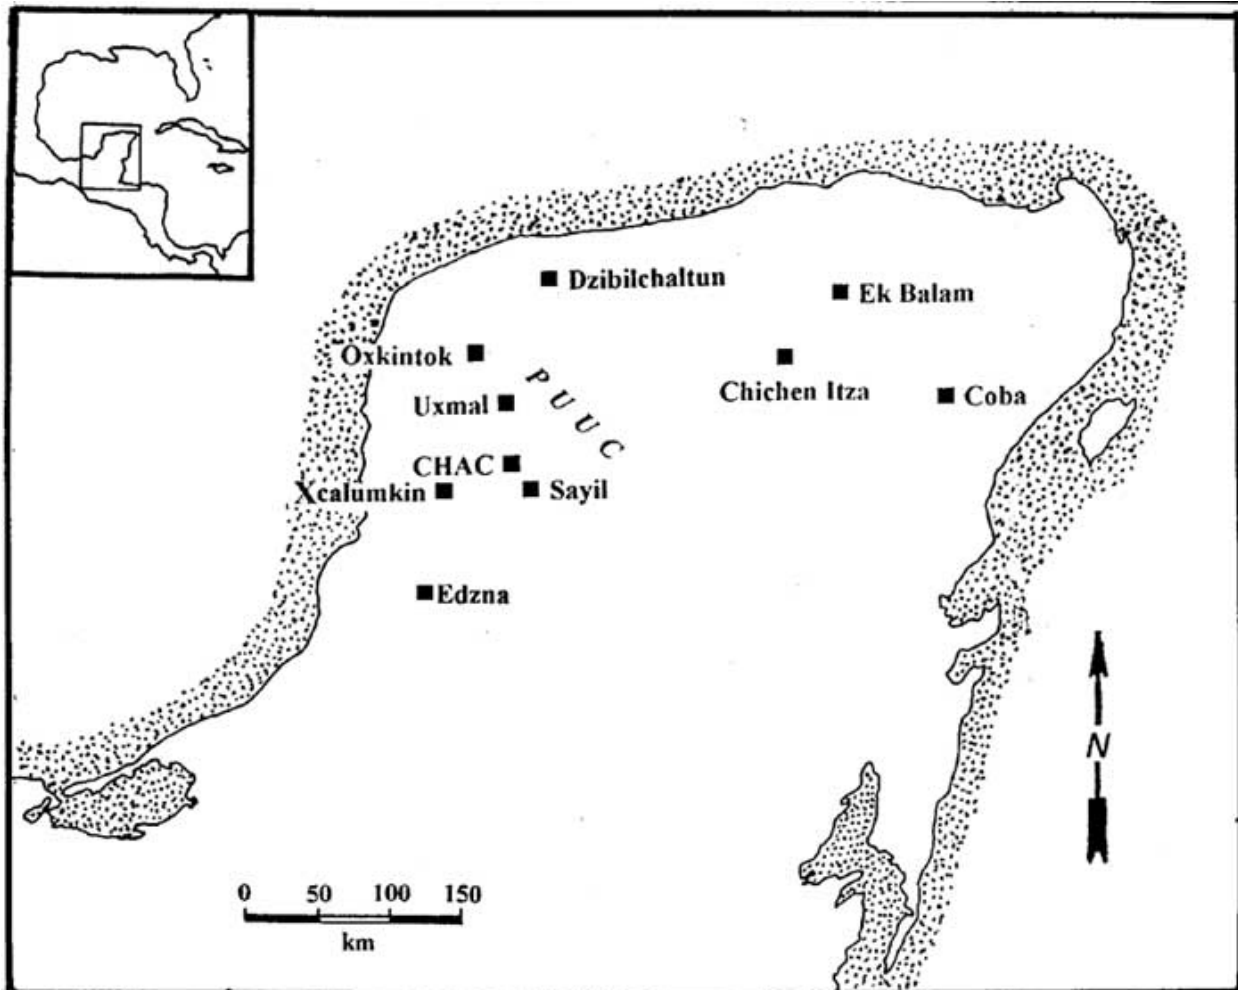 Dzibilchaltun
Ek Balam
Oxkintok
PUUC
Chichen Itza
Uxmal
Coba
CHAC
Xcalumkin
Sayil
Edzna
N
0 50 100 150
km